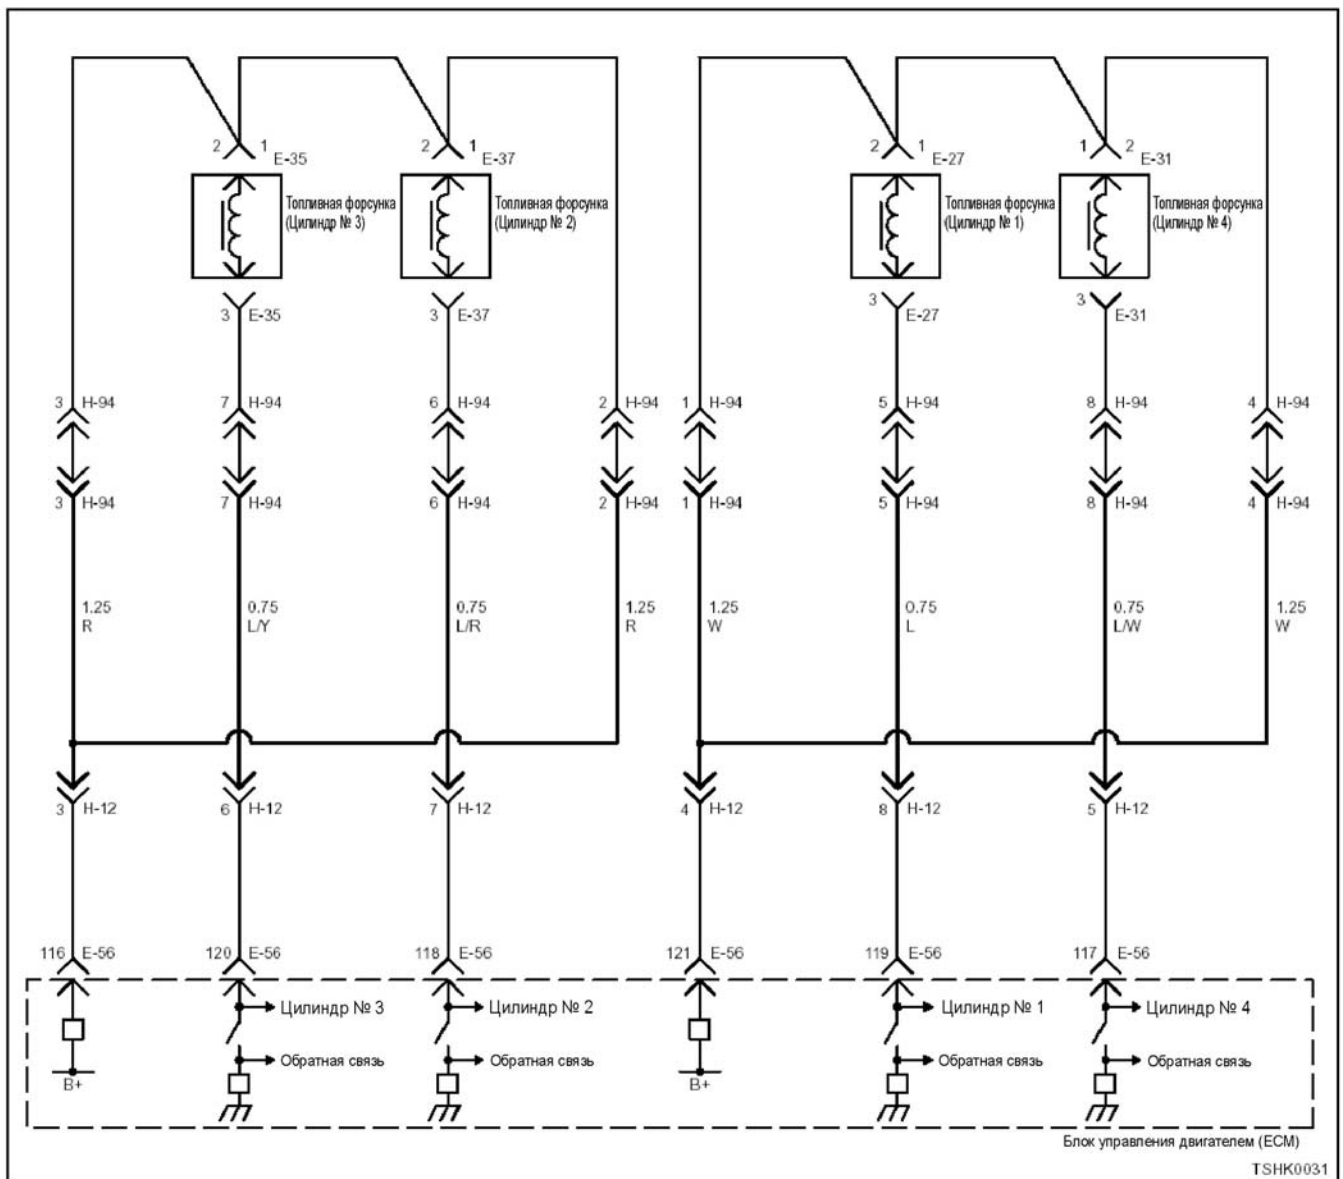 2 1 E-35
2 1 E-37
2 1 E-27
1 2 E-31
Топливная форсунка
(Цилиндр № 3)
Топливная форсунка
(Цилиндр № 2)
Топливная форсунка
(Цилиндр № 1)
Топливная форсунка
(Цилиндр № 4)
3 E-35
3 E-37
3 E-27
3 E-31
3 H-94
7 H-94
6 H-94
2 H-94
1 H-94
5 H-94
8 H-94
4 H-94
3 H-94
7 H-94
6 H-94
2 H-94
1 H-94
5 H-94
8 H-94
4 H-94
1.25
R
0.75
L/Y
0.75
L/R
1.25
R
1.25
W
0.75
L
0.75
L/W
1.25
W
3 H-12
6 H-12
7 H-12
4 H-12
8 H-12
5 H-12
116 E-56
120 E-56
118 E-56
121 E-56
119 E-56
117 E-56
Цилиндр № 3
Цилиндр № 2
Цилиндр № 1
Цилиндр № 4
Обратная связь
Обратная связь
Обратная связь
Обратная связь
B+
B+
Блок управления двигателем (ECM)
TSHK0031